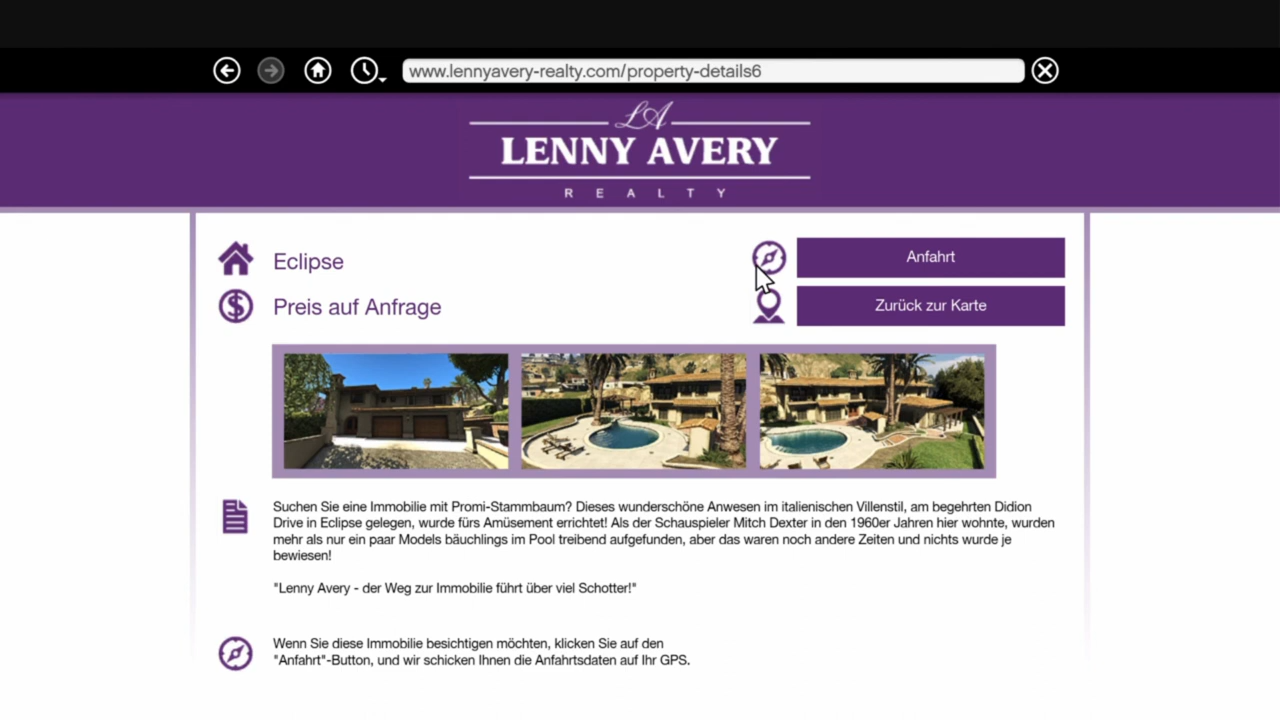 www.lennyavery-realty.com/property-details6
LA
LENNY AVERY
REALTY
Eclipse
Anfahrt
Preis auf Anfrage
Zurück zur Karte
Suchen Sie eine Immobilie mit Promi-Stammbaum? Dieses wunderschöne Anwesen im italienischen Villenstil, am begehrten Didion
Drive in Eclipse gelegen, wurde fürs Amüsement errichtet! Als der Schauspieler Mitch Dexter in den 1960er Jahren hier wohnte, wurden
mehr als nur ein paar Models bäuchlings im Pool treibend aufgefunden, aber das waren noch andere Zeiten und nichts wurde je
bewiesen!
"Lenny Avery - der Weg zur Immobilie führt über viel Schotter!"
Wenn Sie diese Immobilie besichtigen möchten, klicken Sie auf den
"Anfahrt"-Button, und wir schicken Ihnen die Anfahrtsdaten auf Ihr GPS.